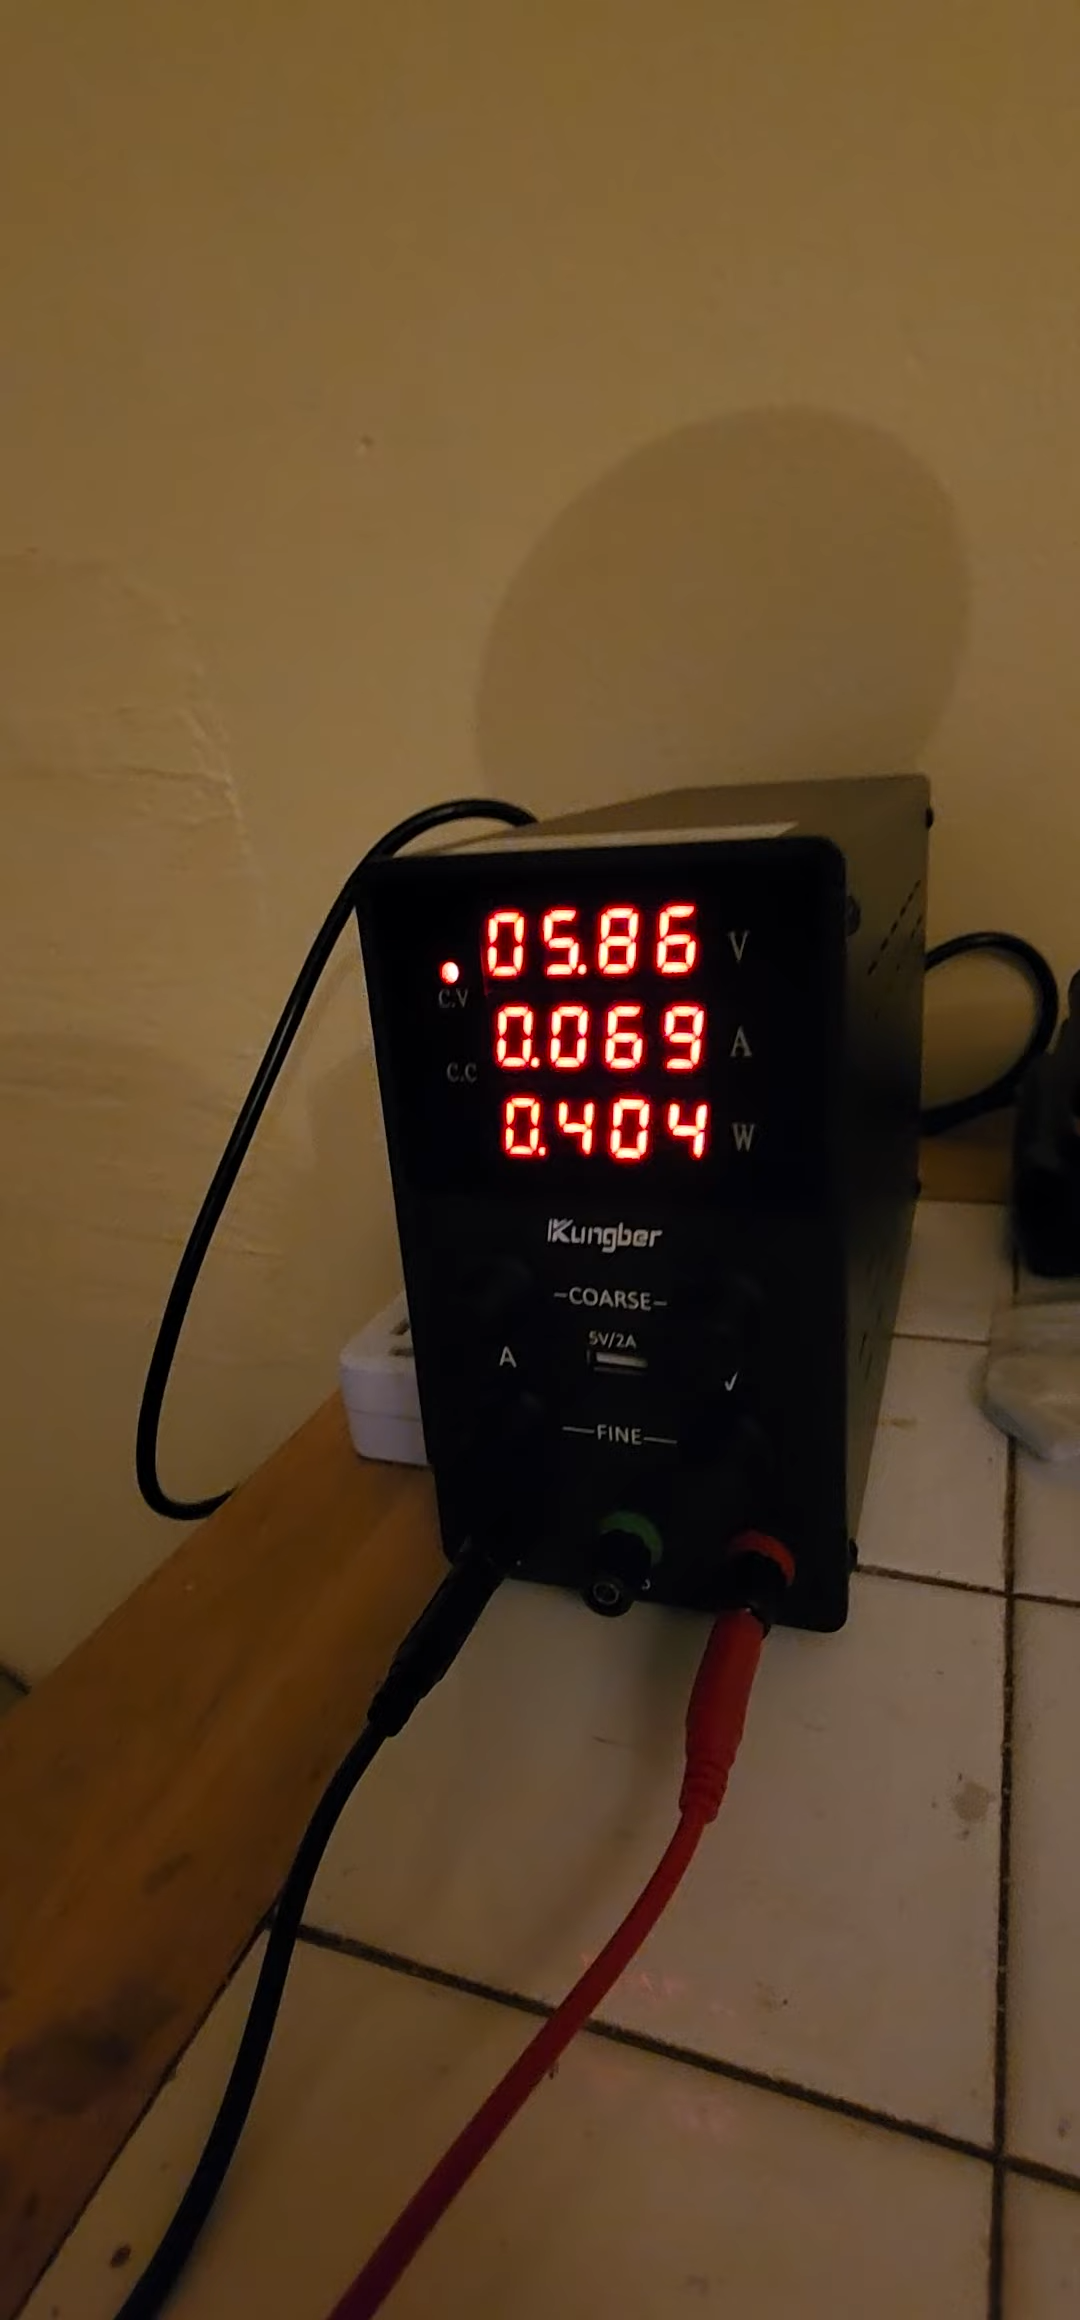 05.86 V
C.V
0.069 A
C.C
0.404 W
Kungber
-COARSE-
5V/2A
A
—FINE—